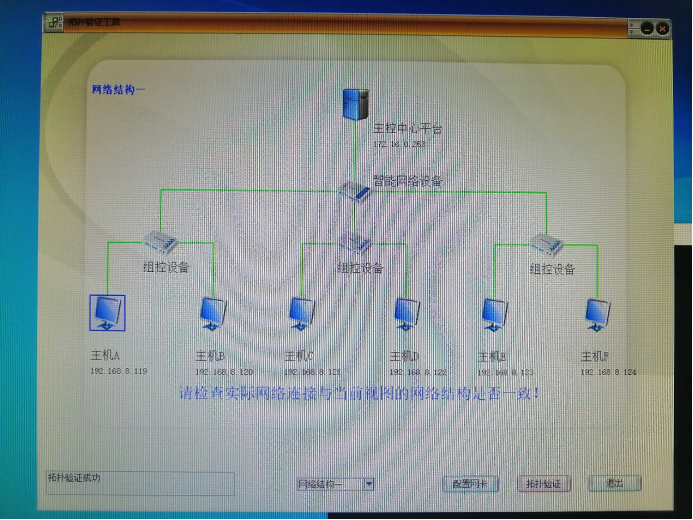 拓扑验证工具
网络结构一
主控中心平台
172.16.0.253
智能网络设备
组控设备
组控设备
组控设备
主机A
主机B
主机C
主机D
主机E
主机F
192.168.8.119
192.168.8.120
192.168.8.121
192.168.8.122
192.168.8.123
192.168.8.124
请检查实际网络连接与当前视图的网络结构是否一致！
拓扑验证成功
网络结构一
配置网卡
拓扑验证
退出